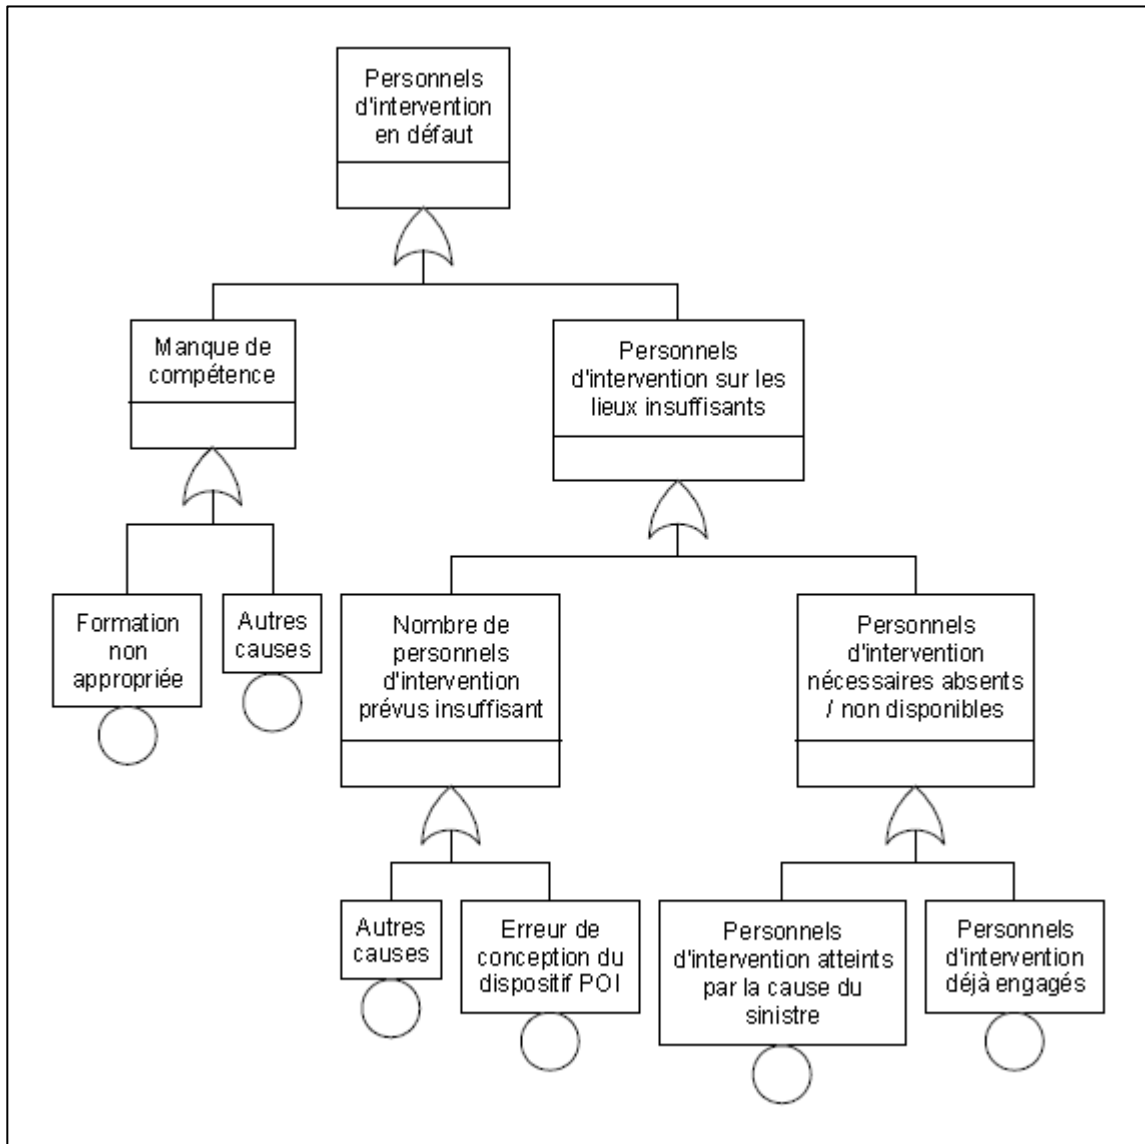 Personnels
d'intervention
en défaut
Manque de
compétence
Personnels
d'intervention sur les
lieux insuffisants
Formation
non
appropriée
Autres
causes
Nombre de
personnels
d'intervention
prévus insuffisant
Personnels
d'intervention
nécessaires absents
/ non disponibles
Autres
causes
Erreur de
conception du
dispositif POI
Personnels
d'intervention atteints
par la cause du
sinistre
Personnels
d'intervention
déjà engagés